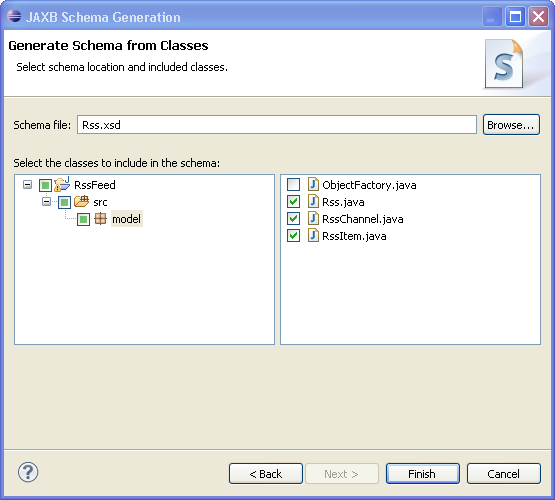 JAXB Schema Generation
Generate Schema from Classes
Select schema location and included classes.
Schema file: Rss.xsd Browse...
Select the classes to include in the schema:
RssFeed
src
model
ObjectFactory.java
Rss.java
RssChannel.java
RssItem.java
< Back Next > Finish Cancel